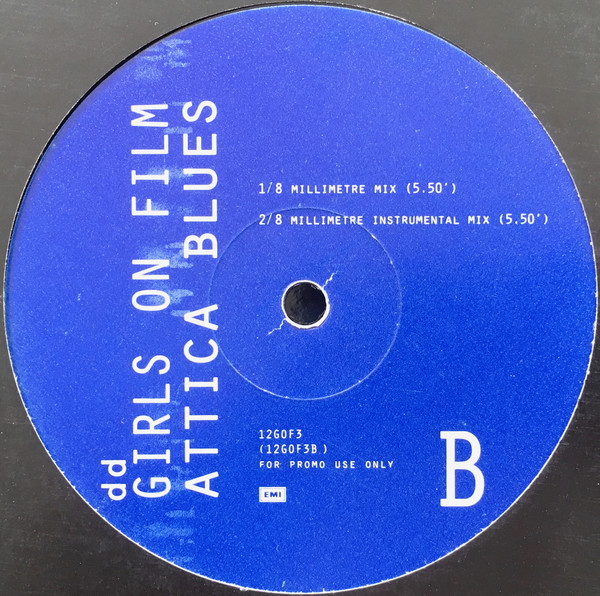 dd
GIRLS ON FILM
ATTICA BLUES
1/8 MILLIMETRE MIX (5.50')
2/8 MILLIMETRE INSTRUMENTAL MIX (5.50')
12GOF3
(12GOF3B)
FOR PROMO USE ONLY
EMI
B